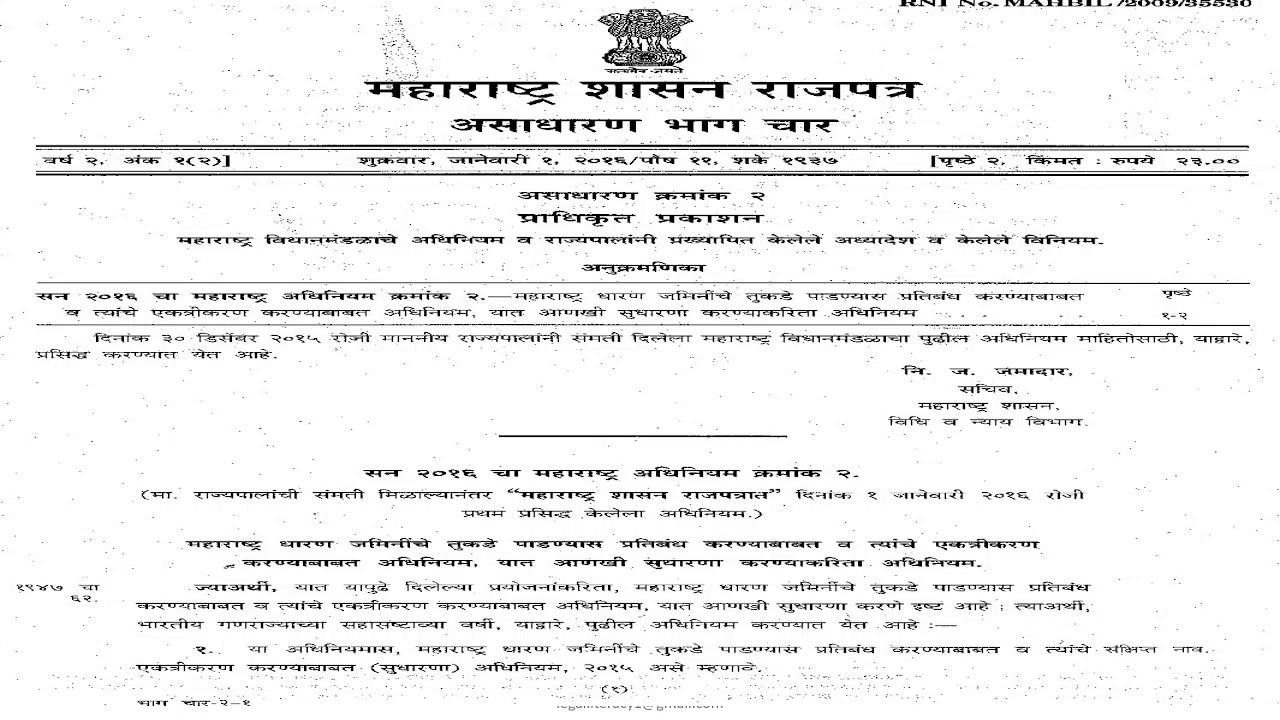 RNI No. MAHBIL /2009/35530
सत्यमेव जयते
महाराष्ट्र शासन राजपत्र
असाधारण भाग चार
वर्ष २, अंक १(२)] शुक्रवार, जानेवारी १, २०१६/पौष ११, शके १९३७ [पृष्ठे २, किंमत : रुपये २३.००
असाधारण क्रमांक २
प्राधिकृत प्रकाशन
महाराष्ट्र विधानमंडळाचे अधिनियम व राज्यपालांनी प्रख्यापित केलेले अध्यादेश व केलेले विनियम.
अनुक्रमणिका
सन २०१६ चा महाराष्ट्र अधिनियम क्रमांक २.—महाराष्ट्र धारण जमिनींचे तुकडे पाडण्यास प्रतिबंध करण्याबाबत पृष्ठे
व त्यांचे एकत्रीकरण करण्याबाबत अधिनियम, यात आणखी सुधारणा करण्याकरिता अधिनियम . . . . १-२
दिनांक ३० डिसेंबर २०१५ रोजी माननीय राज्यपालांनी संमती दिलेला महाराष्ट्र विधानमंडळाचा पुढील अधिनियम माहितीसाठी, याद्वारे,
प्रसिद्ध करण्यात येत आहे.
नि. ज. जमादार,
सचिव,
महाराष्ट्र शासन,
विधि व न्याय विभाग.
सन २०१६ चा महाराष्ट्र अधिनियम क्रमांक २.
(मा. राज्यपालांची संमती मिळाल्यानंतर “महाराष्ट्र शासन राजपत्रात” दिनांक १ जानेवारी २०१६ रोजी
प्रथम प्रसिद्ध केलेला अधिनियम.)
महाराष्ट्र धारण जमिनींचे तुकडे पाडण्यास प्रतिबंध करण्याबाबत व त्यांचे एकत्रीकरण
करण्याबाबत अधिनियम, यात आणखी सुधारणा करण्याकरिता अधिनियम.
१९४७ चा ज्याअर्थी, यात यापुढे दिलेल्या प्रयोजनांकरिता, महाराष्ट्र धारण जमिनींचे तुकडे पाडण्यास प्रतिबंध
६२. करण्याबाबत व त्यांचे एकत्रीकरण करण्याबाबत अधिनियम, यात आणखी सुधारणा करणे इष्ट आहे ; त्याअर्थी,
भारतीय गणराज्याच्या सहासष्टाव्या वर्षी, याद्वारे, पुढील अधिनियम करण्यात येत आहे :—
१. या अधिनियमास, महाराष्ट्र धारण जमिनींचे तुकडे पाडण्यास प्रतिबंध करण्याबाबत व त्यांचे संक्षिप्त नाव.
एकत्रीकरण करण्याबाबत (सुधारणा) अधिनियम, २०१५ असे म्हणावे.
(१)
भाग चार-२-१